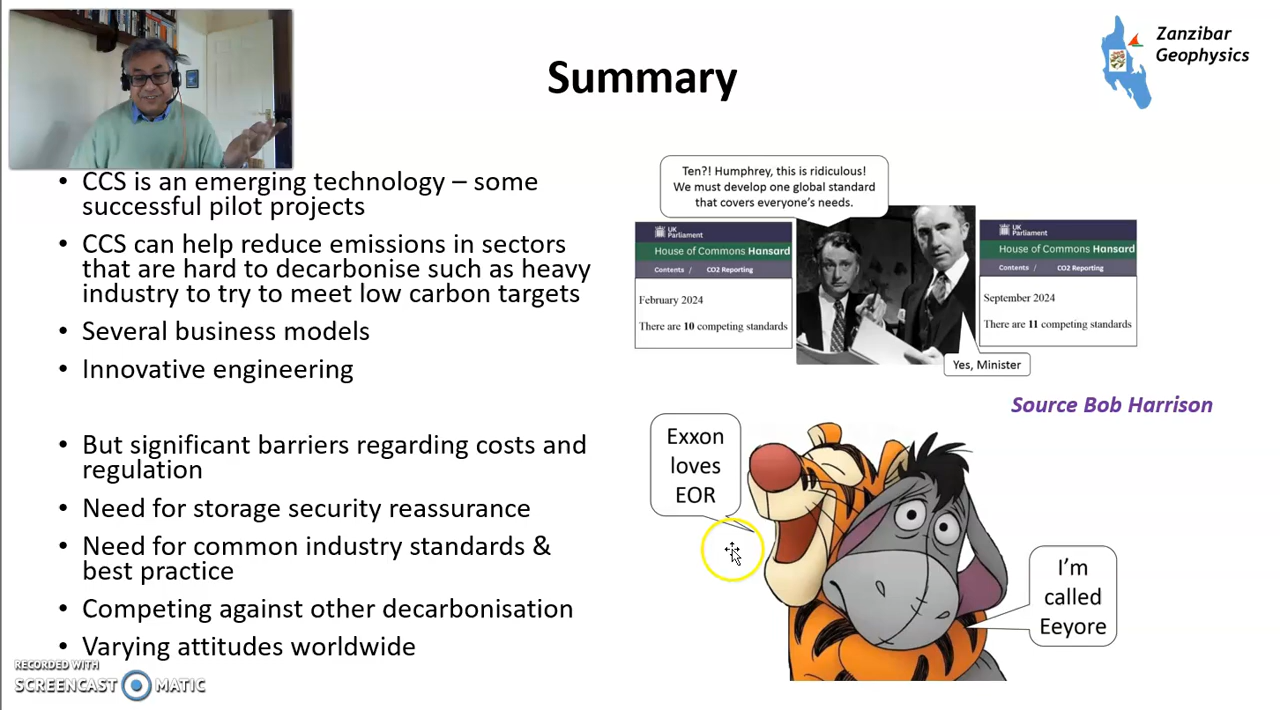 Zanzibar
Geophysics
Summary
• CCS is an emerging technology – some
successful pilot projects
• CCS can help reduce emissions in sectors
that are hard to decarbonise such as heavy
industry to try to meet low carbon targets
• Several business models
• Innovative engineering
• But significant barriers regarding costs and
regulation
• Need for storage security reassurance
• Need for common industry standards &
best practice
• Competing against other decarbonisation
• Varying attitudes worldwide
Ten?! Humphrey, this is ridiculous!
We must develop one global standard
that covers everyone's needs.
UK
Parliament
House of Commons Hansard
Contents / CO2 Reporting
February 2024
There are 10 competing standards
UK
Parliament
House of Commons Hansard
Contents / CO2 Reporting
September 2024
There are 11 competing standards
Yes, Minister
Source Bob Harrison
Exxon
loves
EOR
I'm
called
Eeyore
RECORDED WITH
SCREENCAST MATIC